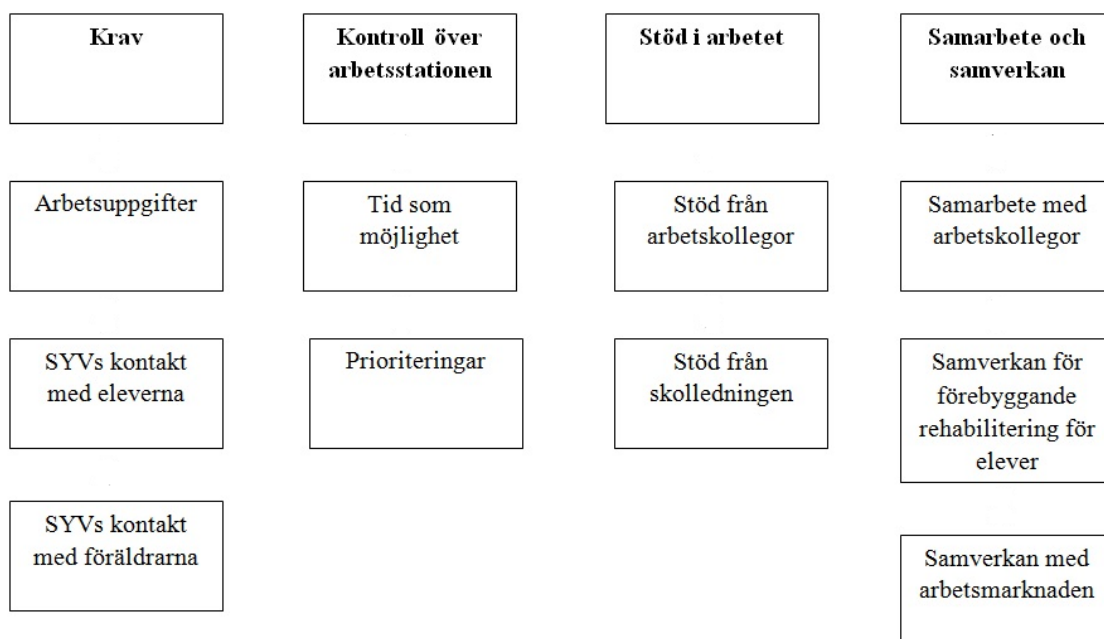 Krav
Kontroll över
arbetsstationen
Stöd i arbetet
Samarbete och
samverkan
Arbetsuppgifter
Tid som
möjlighet
Stöd från
arbetskollegor
Samarbete med
arbetskollegor
SYVs kontakt
med eleverna
Prioriteringar
Stöd från
skolledningen
Samverkan för
förebyggande
rehabilitering för
elever
SYVs kontakt
med föräldrarna
Samverkan med
arbetsmarknaden